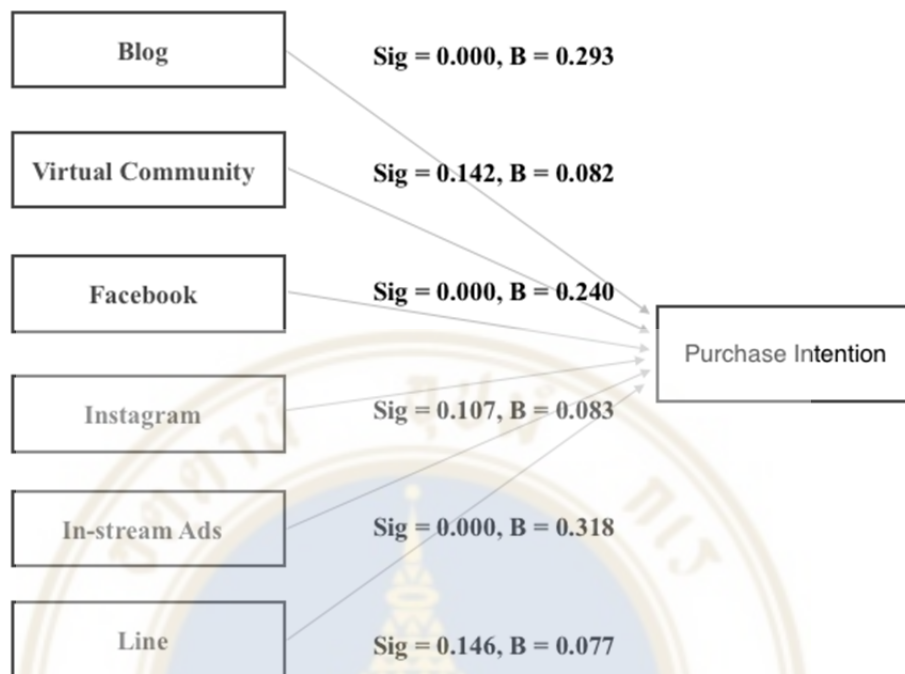 Blog
Sig = 0.000, B = 0.293
Virtual Community
Sig = 0.142, B = 0.082
Facebook
Sig = 0.000, B = 0.240
Purchase Intention
Instagram
Sig = 0.107, B = 0.083
In-stream Ads
Sig = 0.000, B = 0.318
Line
Sig = 0.146, B = 0.077